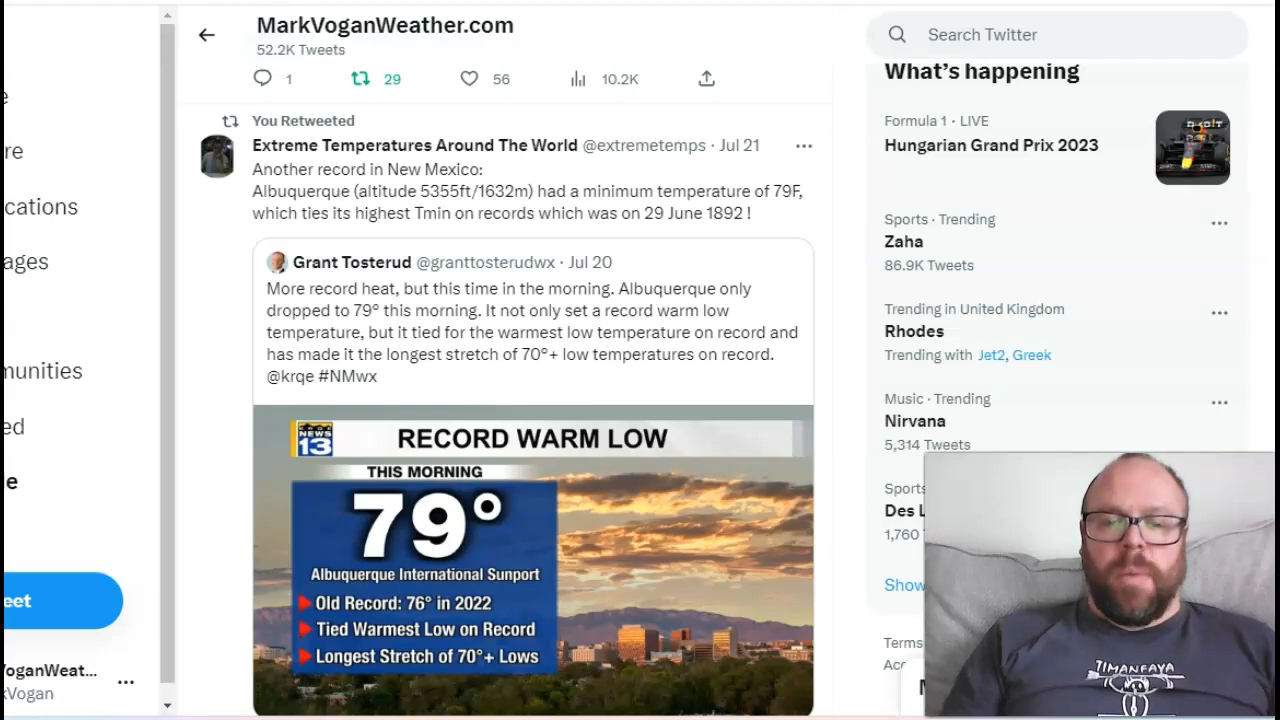 MarkVoganWeather.com
52.2K Tweets
1 29 56 10.2K
You Retweeted
Extreme Temperatures Around The World @extremetemps · Jul 21
Another record in New Mexico:
Albuquerque (altitude 5355ft/1632m) had a minimum temperature of 79F,
which ties its highest Tmin on records which was on 29 June 1892 !
Grant Tosterud @granttosterudwx · Jul 20
More record heat, but this time in the morning. Albuquerque only
dropped to 79º this morning. It not only set a record warm low
temperature, but it tied for the warmest low temperature on record and
has made it the longest stretch of 70º+ low temperatures on record.
@krqe #NMwx
KRQE
NEWS
13
RECORD WARM LOW
THIS MORNING
79°
Albuquerque International Sunport
Old Record: 76° in 2022
Tied Warmest Low on Record
Longest Stretch of 70°+ Lows
e
re
cations
ages
nunities
ed
e
eet
VoganWeat...
kVogan
Search Twitter
What's happening
Formula 1 · LIVE
Hungarian Grand Prix 2023
Sports · Trending
Zaha
86.9K Tweets
Trending in United Kingdom
Rhodes
Trending with Jet2, Greek
Music · Trending
Nirvana
5,314 Tweets
Sports
Des L
1,760
Show
Terms
Acc
TIMANFAYA